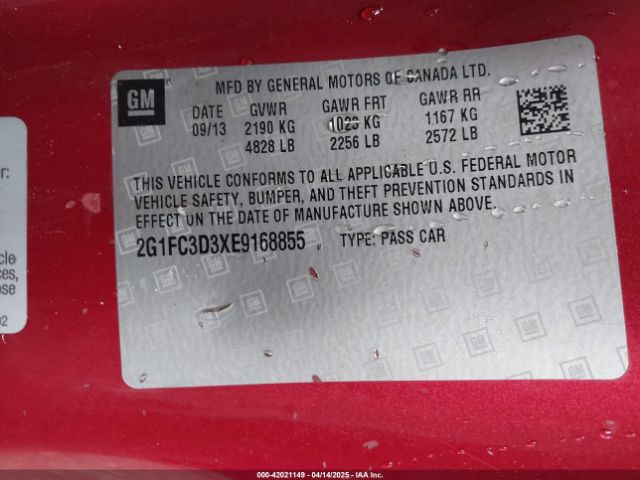 MFD BY GENERAL MOTORS OF CANADA LTD.
GM
DATE GVWR GAWR FRT GAWR RR
09/13 2190 KG 1023 KG 1167 KG
4828 LB 2256 LB 2572 LB
THIS VEHICLE CONFORMS TO ALL APPLICABLE U.S. FEDERAL MOTOR
VEHICLE SAFETY, BUMPER, AND THEFT PREVENTION STANDARDS IN
EFFECT ON THE DATE OF MANUFACTURE SHOWN ABOVE.
2G1FC3D3XE9168855 TYPE: PASS CAR
000-42021149 - 04/14/2025 - IAA Inc.